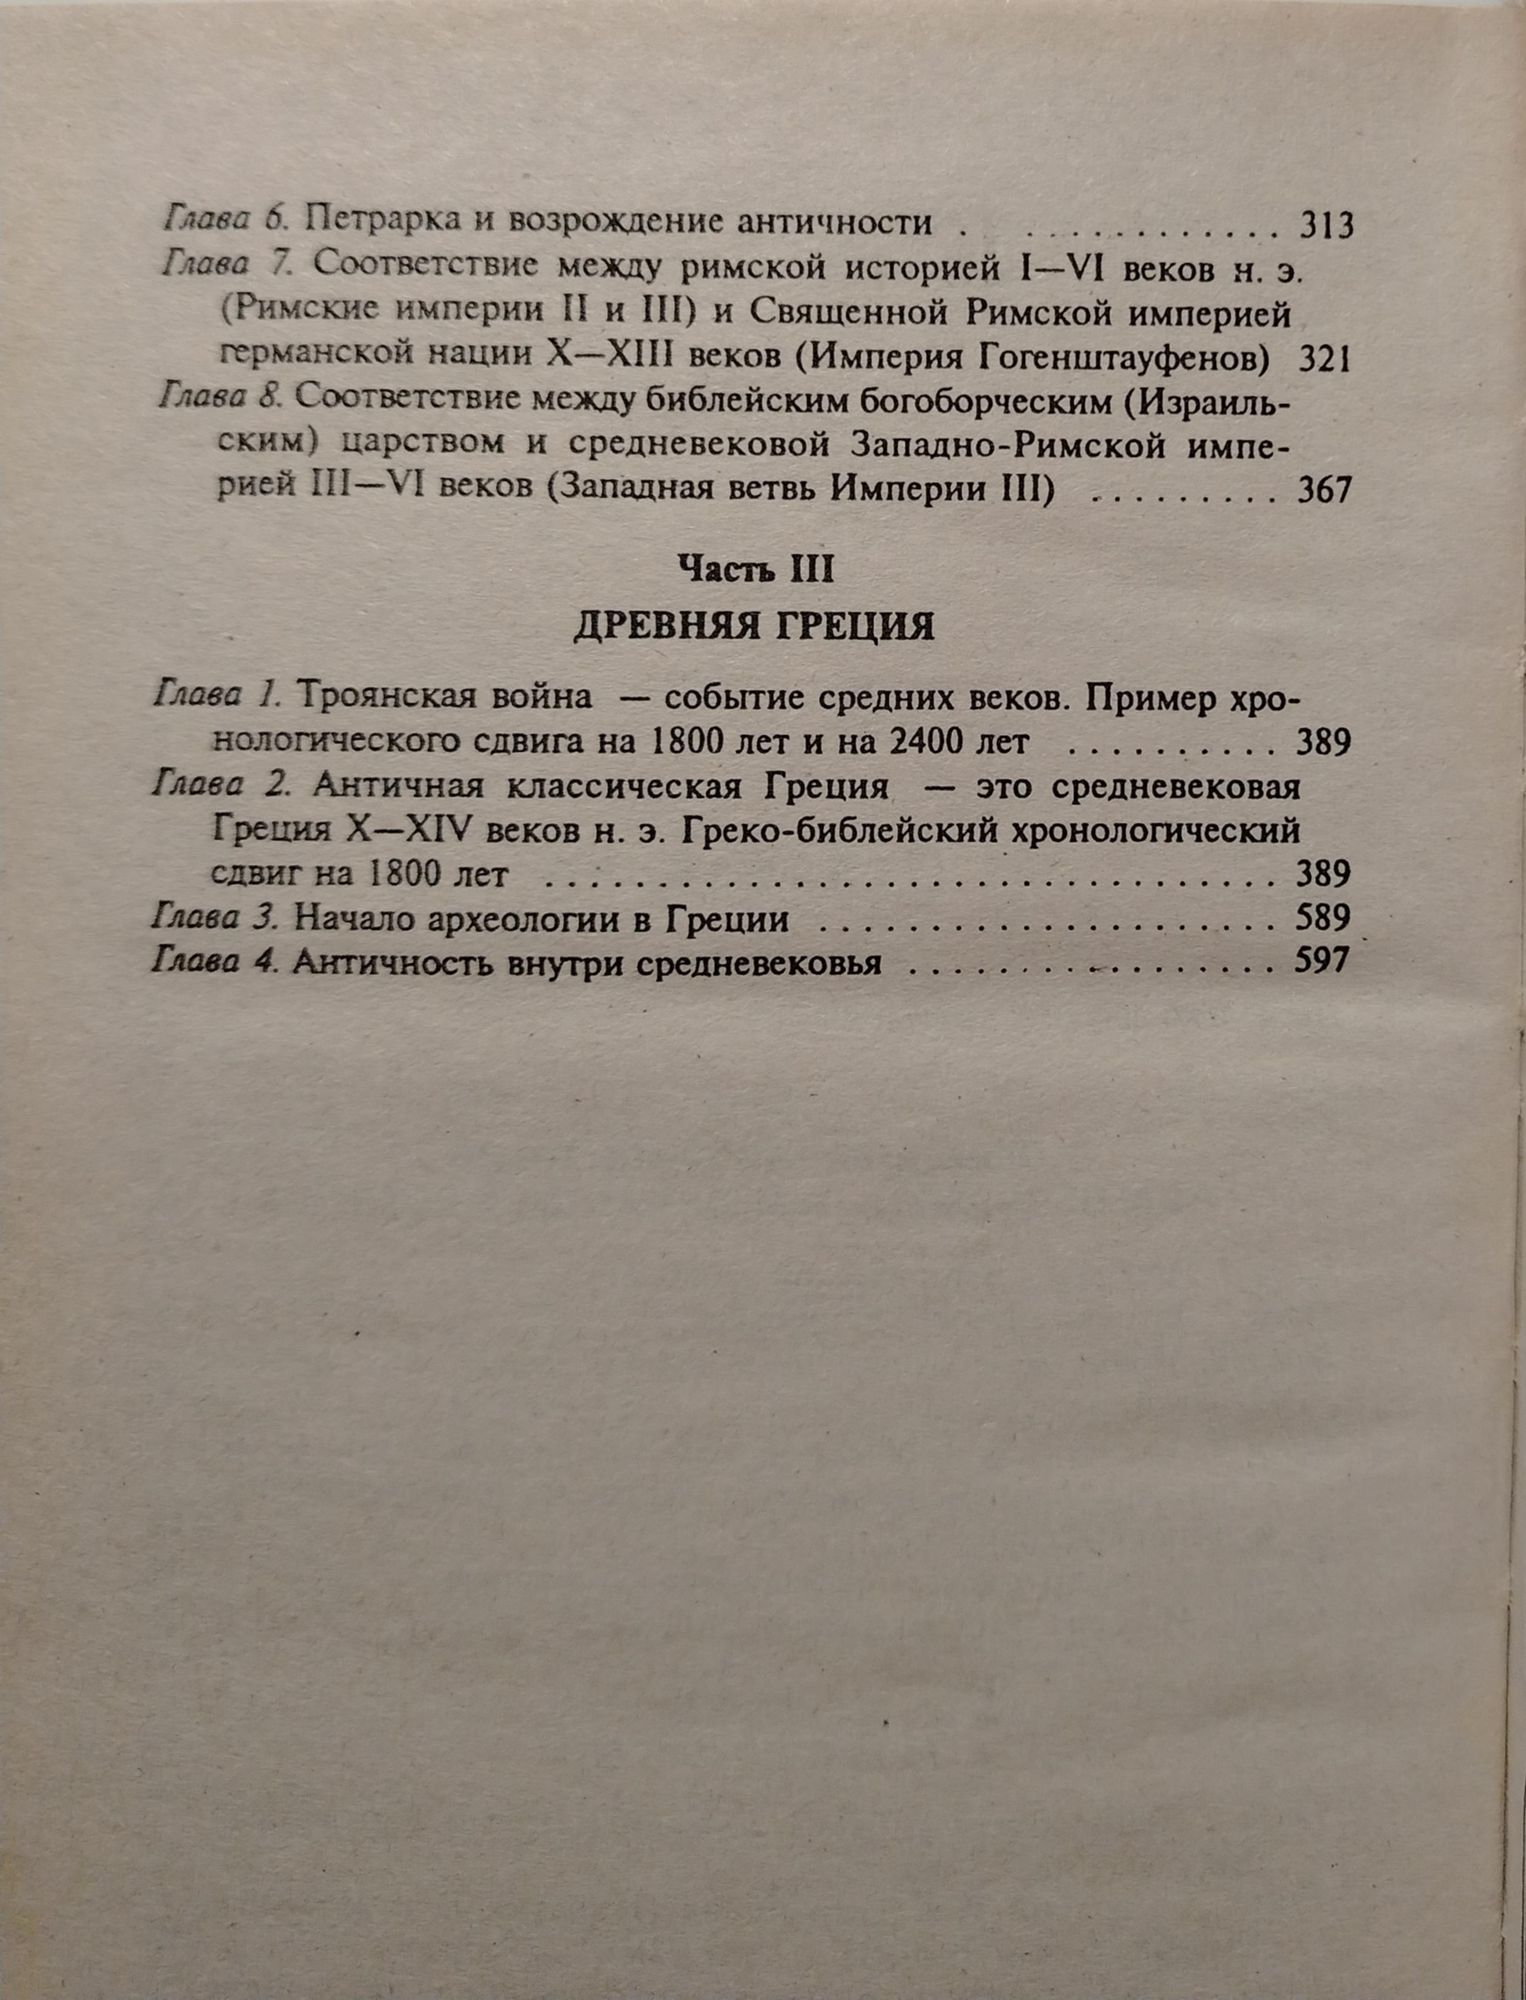 Глава 6. Петрарка и возрождение античности . . . . . . . . . . . . . 313
Глава 7. Соответствие между римской историей I—VI веков н. э.
(Римские империи II и III) и Священной Римской империей
германской нации X—XIII веков (Империя Гогенштауфенов) 321
Глава 8. Соответствие между библейским богоборческим (Израиль-
ским) царством и средневековой Западно-Римской импе-
рией III—VI веков (Западная ветвь Империи III) . . . . . . . . . . 367
Часть III
ДРЕВНЯЯ ГРЕЦИЯ
Глава 1. Троянская война — событие средних веков. Пример хро-
нологического сдвига на 1800 лет и на 2400 лет . . . . . . . . . . 389
Глава 2. Античная классическая Греция — это средневековая
Греция X—XIV веков н. э. Греко-библейский хронологический
сдвиг на 1800 лет . . . . . . . . . . . . . . . . . . . . . . . . . . . . . 389
Глава 3. Начало археологии в Греции . . . . . . . . . . . . . . . . . . 589
Глава 4. Античность внутри средневековья . . . . . . . . . . . . . . 597